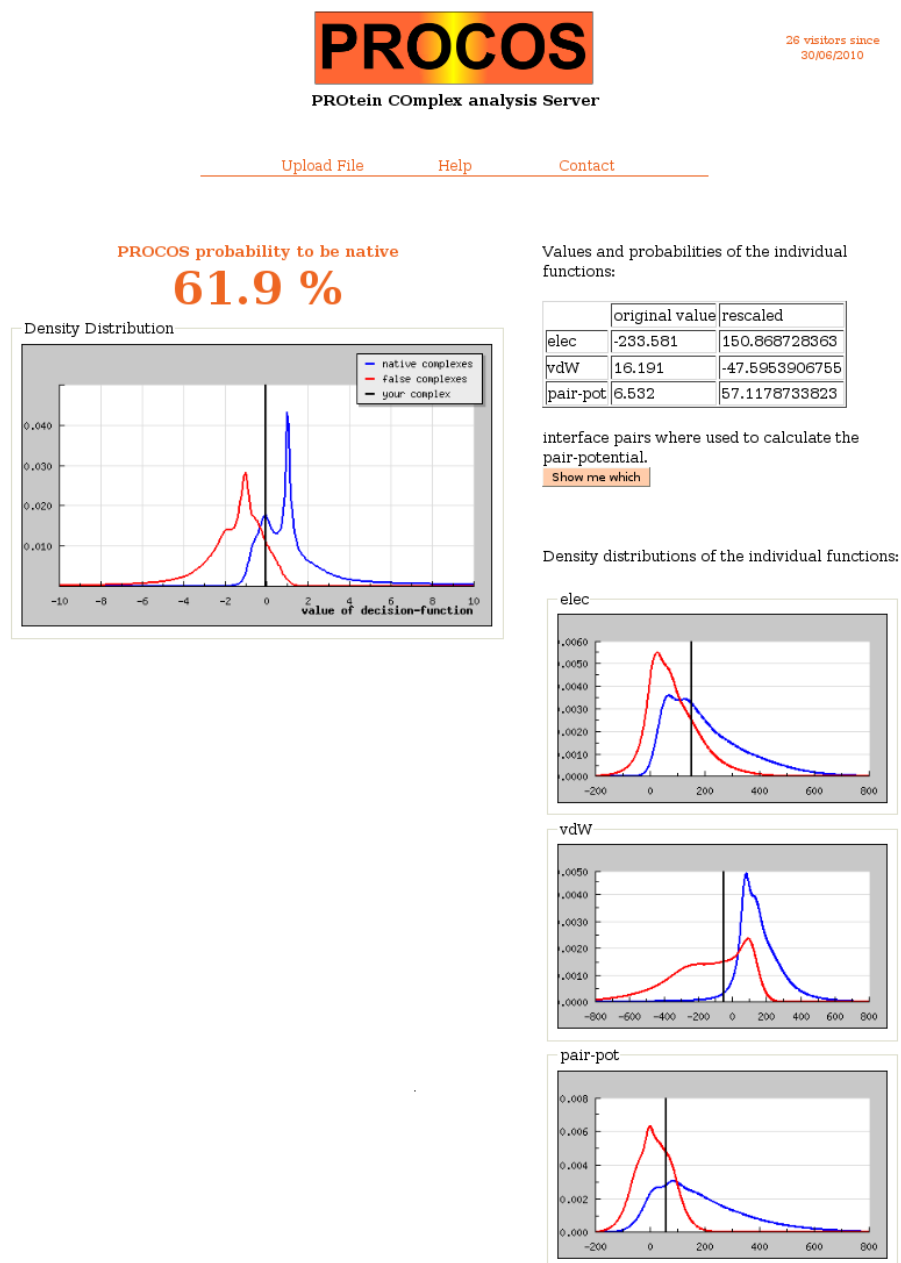 PROCOS
26 visitors since
30/06/2010
PROtein COmplex analysis Server
Upload File Help Contact
PROCOS probability to be native
61.9 %
Density Distribution
native complexes
false complexes
your complex
0.040
0.030
0.020
0.010
-10 -8 -6 -4 -2 0 2 4 6 8 10
value of decision-function
Values and probabilities of the individual
functions:
original value rescaled
elec -233.581 150.868728363
vdW 16.191 -47.5953906755
pair-pot 6.532 57.1178733823
interface pairs where used to calculate the
pair-potential.
Show me which
Density distributions of the individual functions:
elec
.0060
.0050
.0040
.0030
.0020
.0010
.0000
-200 0 200 400 600 800
vdW
.0050
.0040
.0030
.0020
.0010
.0000
-800 -600 -400 -200 0 200 400 600 800
pair-pot
0.008
0.006
0.004
0.002
0.000
-200 0 200 400 600 800